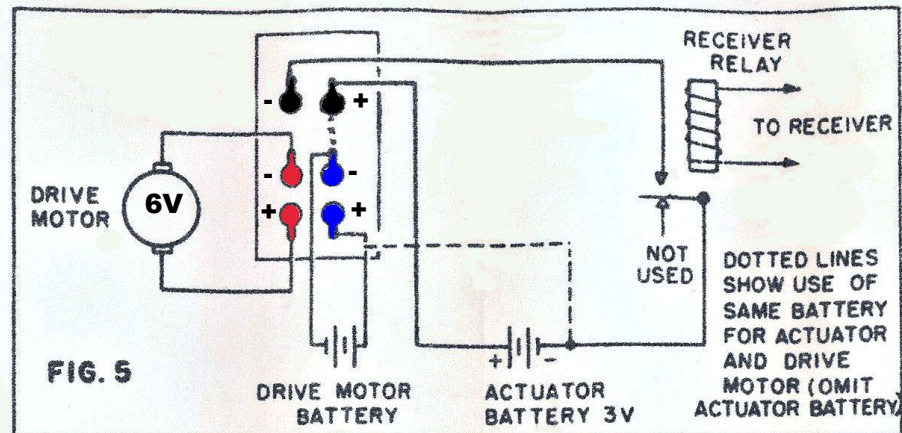 RECEIVER
RELAY
TO RECEIVER
- +
- -
+ +
DRIVE
MOTOR
6V
NOT
USED
DOTTED LINES
SHOW USE OF
SAME BATTERY
FOR ACTUATOR
AND DRIVE
MOTOR (OMIT
ACTUATOR BATTERY)
+ -
FIG. 5
DRIVE MOTOR
BATTERY
ACTUATOR
BATTERY 3V